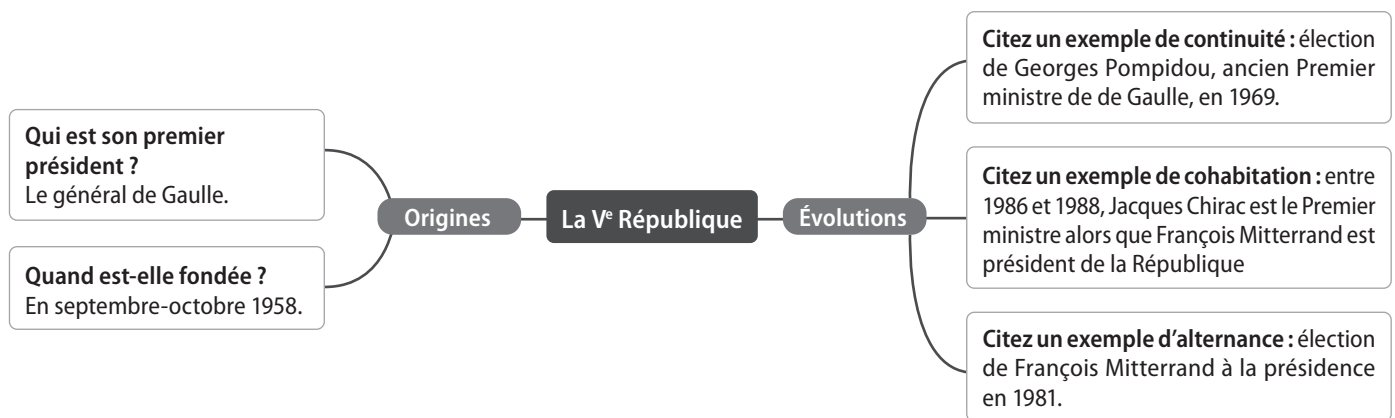 Qui est son premier
président ?
Le général de Gaulle.
Quand est-elle fondée ?
En septembre-octobre 1958.
Origines
La Ve République
Évolutions
Citez un exemple de continuité : élection
de Georges Pompidou, ancien Premier
ministre de de Gaulle, en 1969.
Citez un exemple de cohabitation : entre
1986 et 1988, Jacques Chirac est le Premier
ministre alors que François Mitterrand est
président de la République
Citez un exemple d’alternance : élection
de François Mitterrand à la présidence
en 1981.